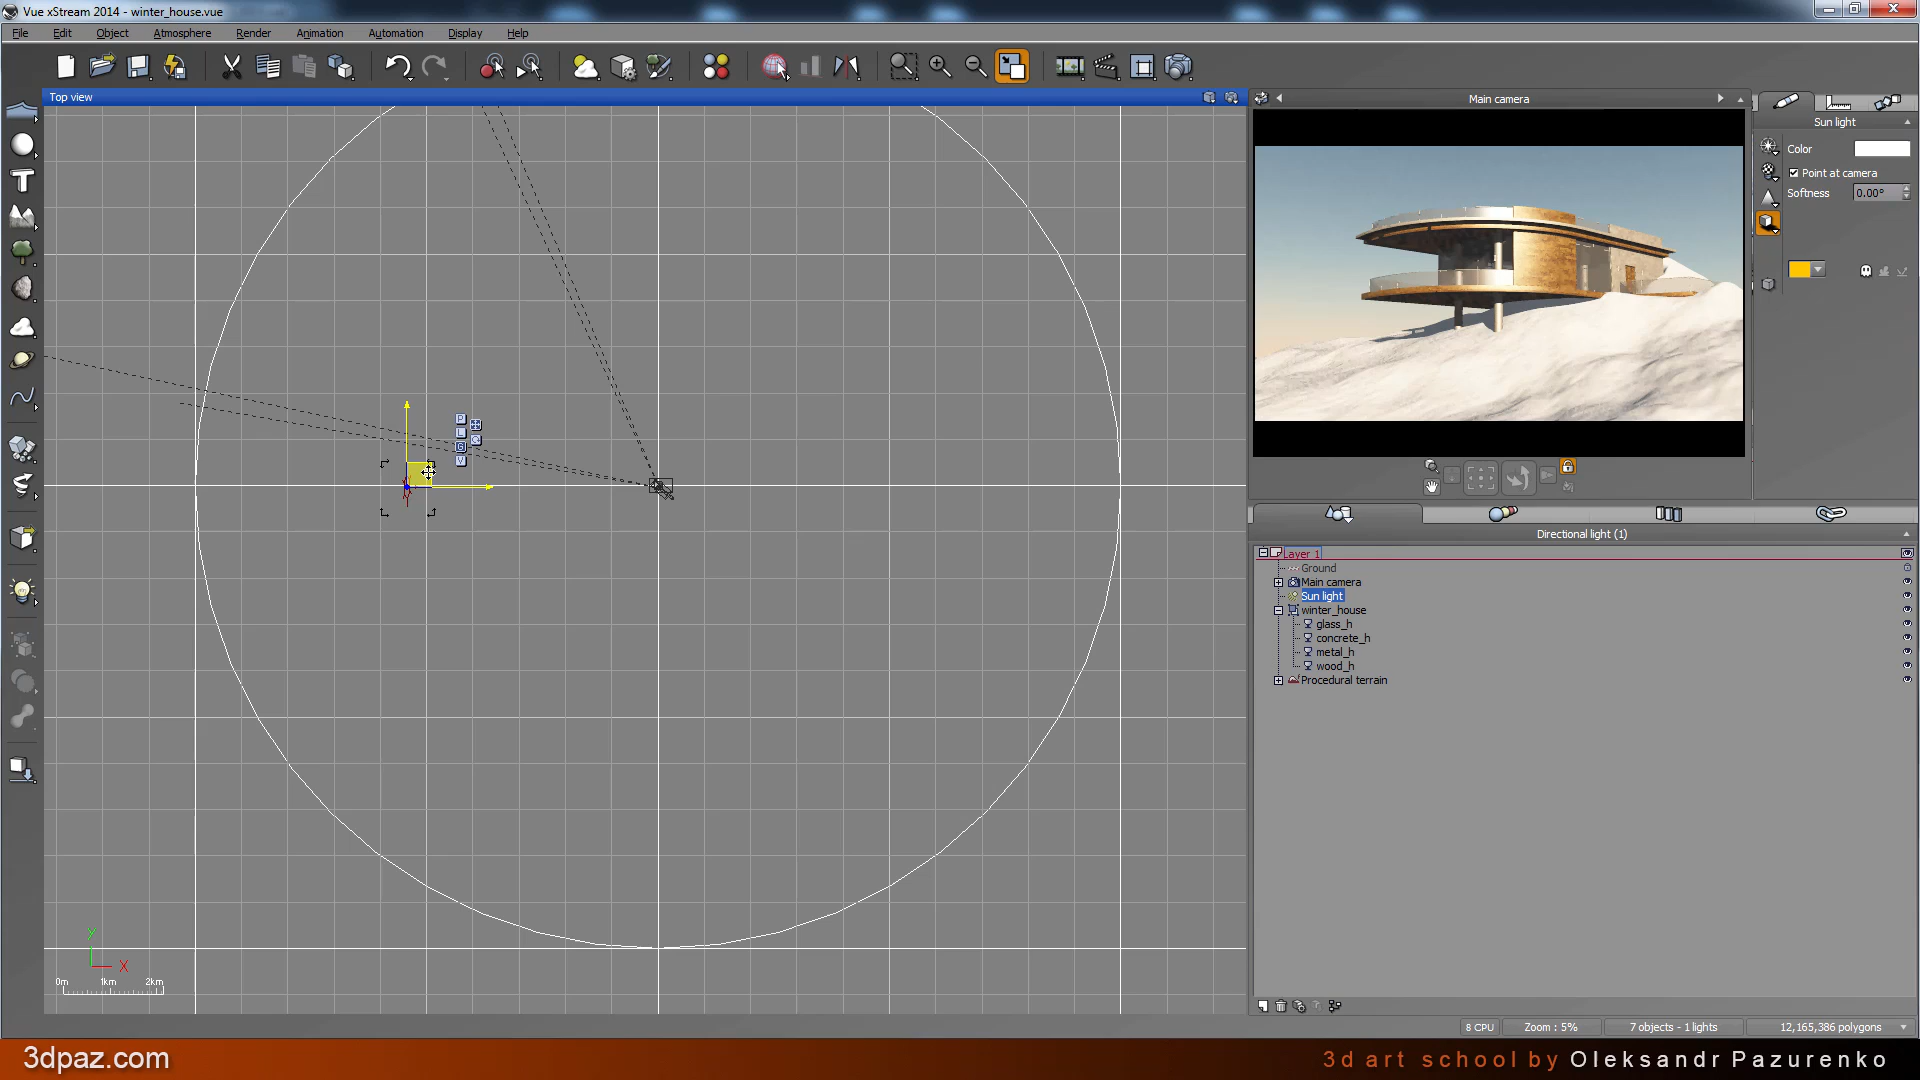 Vue xStream 2014 - winter_house.vue
File Edit Object Atmosphere Render Animation Automation Display Help
Top view
Main camera
Sun light
Color
Point at camera
Softness 0.00°
P
L
G
V
Directional light (1)
Layer 1
Ground
Main camera
Sun light
winter_house
glass_h
concrete_h
metal_h
wood_h
Procedural terrain
Y
X
0m 1km 2km
8 CPU Zoom : 5% 7 objects - 1 lights 12,165,386 polygons
3dpaz.com
3d art school by Oleksandr Pazurenko